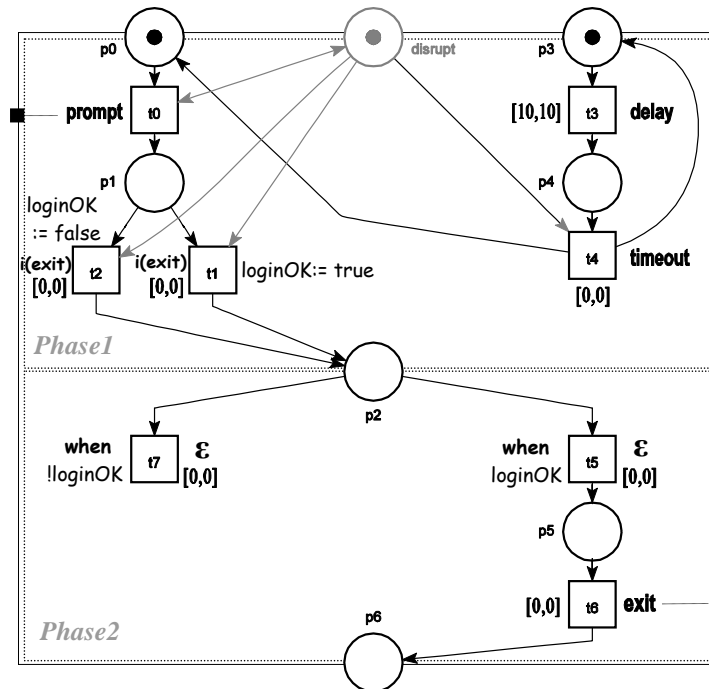 p0
disrupt
p3
prompt
t0
[10,10]
t3
delay
p1
p4
loginOK
:= false
i(exit)
[0,0]
t2
i(exit)
[0,0]
t1
loginOK:= true
t4
timeout
[0,0]
Phase1
p2
when
!loginOK
t7
ε
[0,0]
when
loginOK
t5
ε
[0,0]
p5
[0,0]
t6
exit
Phase2
p6